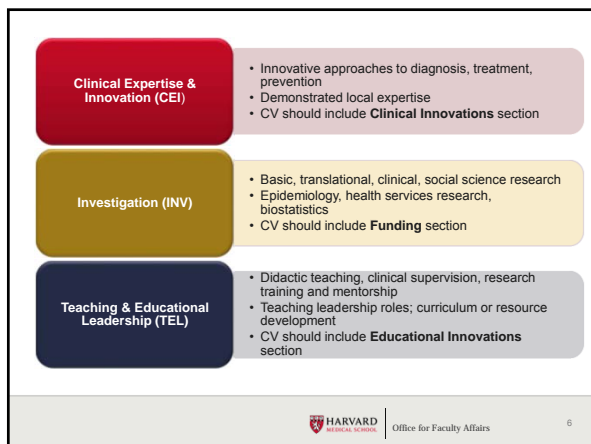 Clinical Expertise &
Innovation (CEI)
• Innovative approaches to diagnosis, treatment,
prevention
• Demonstrated local expertise
• CV should include Clinical Innovations section
Investigation (INV)
• Basic, translational, clinical, social science research
• Epidemiology, health services research,
biostatistics
• CV should include Funding section
Teaching & Educational
Leadership (TEL)
• Didactic teaching, clinical supervision, research
training and mentorship
• Teaching leadership roles; curriculum or resource
development
• CV should include Educational Innovations
section
HARVARD
MEDICAL SCHOOL
Office for Faculty Affairs
6